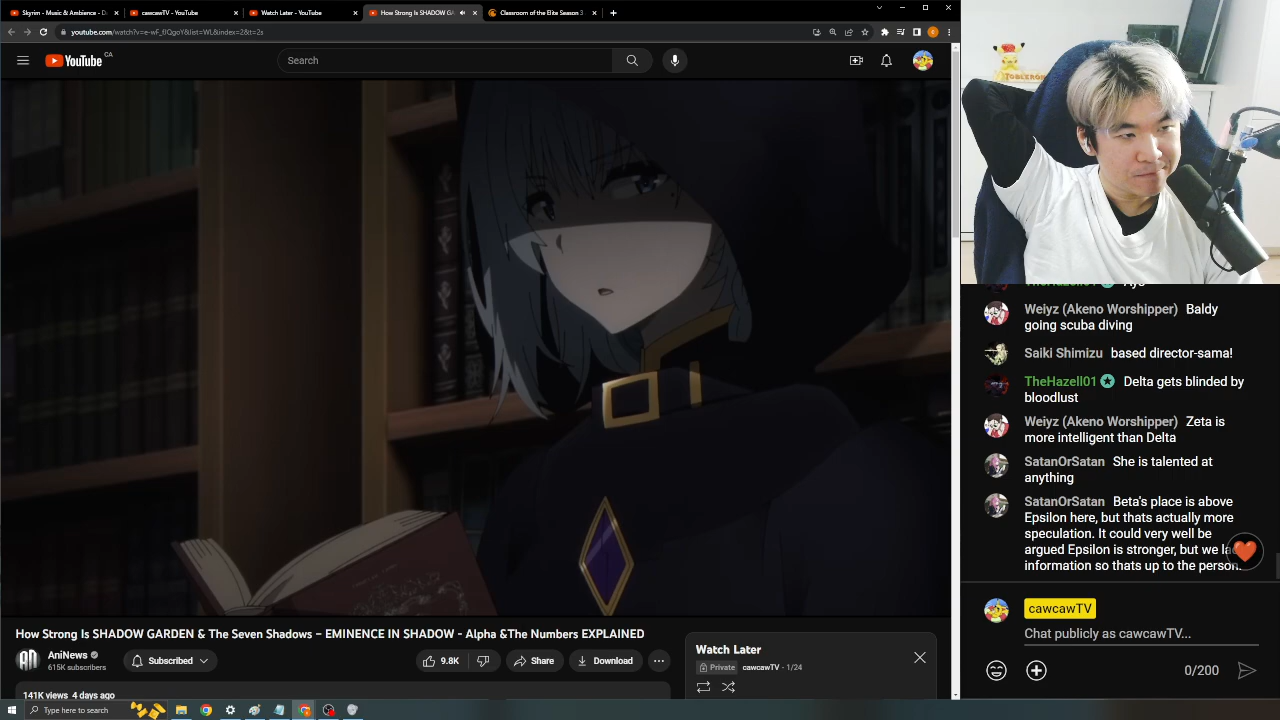 Skyrim - Music & Ambience - D
cawcawTV - YouTube
Watch Later - YouTube
How Strong Is SHADOW GA
Classroom of the Elite Season 3
youtube.com/watch?v=e-wF_fJQgoY&list=WL&index=2&t=2s
YouTube
CA
Search
TOBLERON
Weiyz (Akeno Worshipper) Baldy
going scuba diving
Saiki Shimizu based director-sama!
TheHazell01 Delta gets blinded by
bloodlust
Weiyz (Akeno Worshipper) Zeta is
more intelligent than Delta
SatanOrSatan She is talented at
anything
SatanOrSatan Beta's place is above
Epsilon here, but thats actually more
speculation. It could very well be
argued Epsilon is stronger, but we la
information so thats up to the person.
cawcawTV
Chat publicly as cawcawTV...
0/200
How Strong Is SHADOW GARDEN & The Seven Shadows – EMINENCE IN SHADOW - Alpha &The Numbers EXPLAINED
AniNews
615K subscribers
Subscribed
9.8K
Share
Download
Watch Later
Private cawcawTV - 1/24
141K views 4 days ago
Type here to search